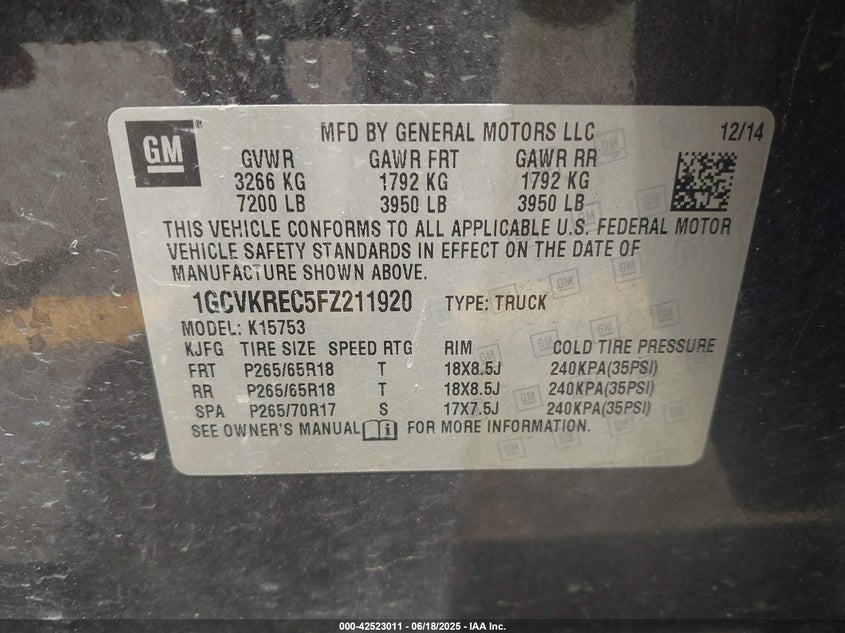 GM
MFD BY GENERAL MOTORS LLC 12/14
GVWR GAWR FRT GAWR RR
3266 KG 1792 KG 1792 KG
7200 LB 3950 LB 3950 LB
THIS VEHICLE CONFORMS TO ALL APPLICABLE U.S. FEDERAL MOTOR
VEHICLE SAFETY STANDARDS IN EFFECT ON THE DATE OF
MANUFACTURE SHOWN ABOVE.
1GCVKREC5FZ211920 TYPE: TRUCK
MODEL: K15753
KJFG TIRE SIZE SPEED RTG RIM COLD TIRE PRESSURE
FRT P265/65R18 T 18X8.5J 240KPA(35PSI)
RR P265/65R18 T 18X8.5J 240KPA(35PSI)
SPA P265/70R17 S 17X7.5J 240KPA(35PSI)
SEE OWNER'S MANUAL i FOR MORE INFORMATION.
000-42523011 - 06/18/2025 - IAA Inc.